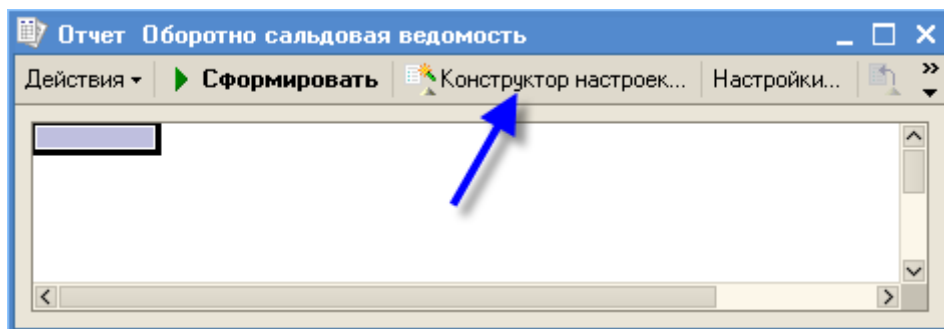 Отчет Оборотно сальдовая ведомость
Действия Сформировать Конструктор настроек... Настройки...